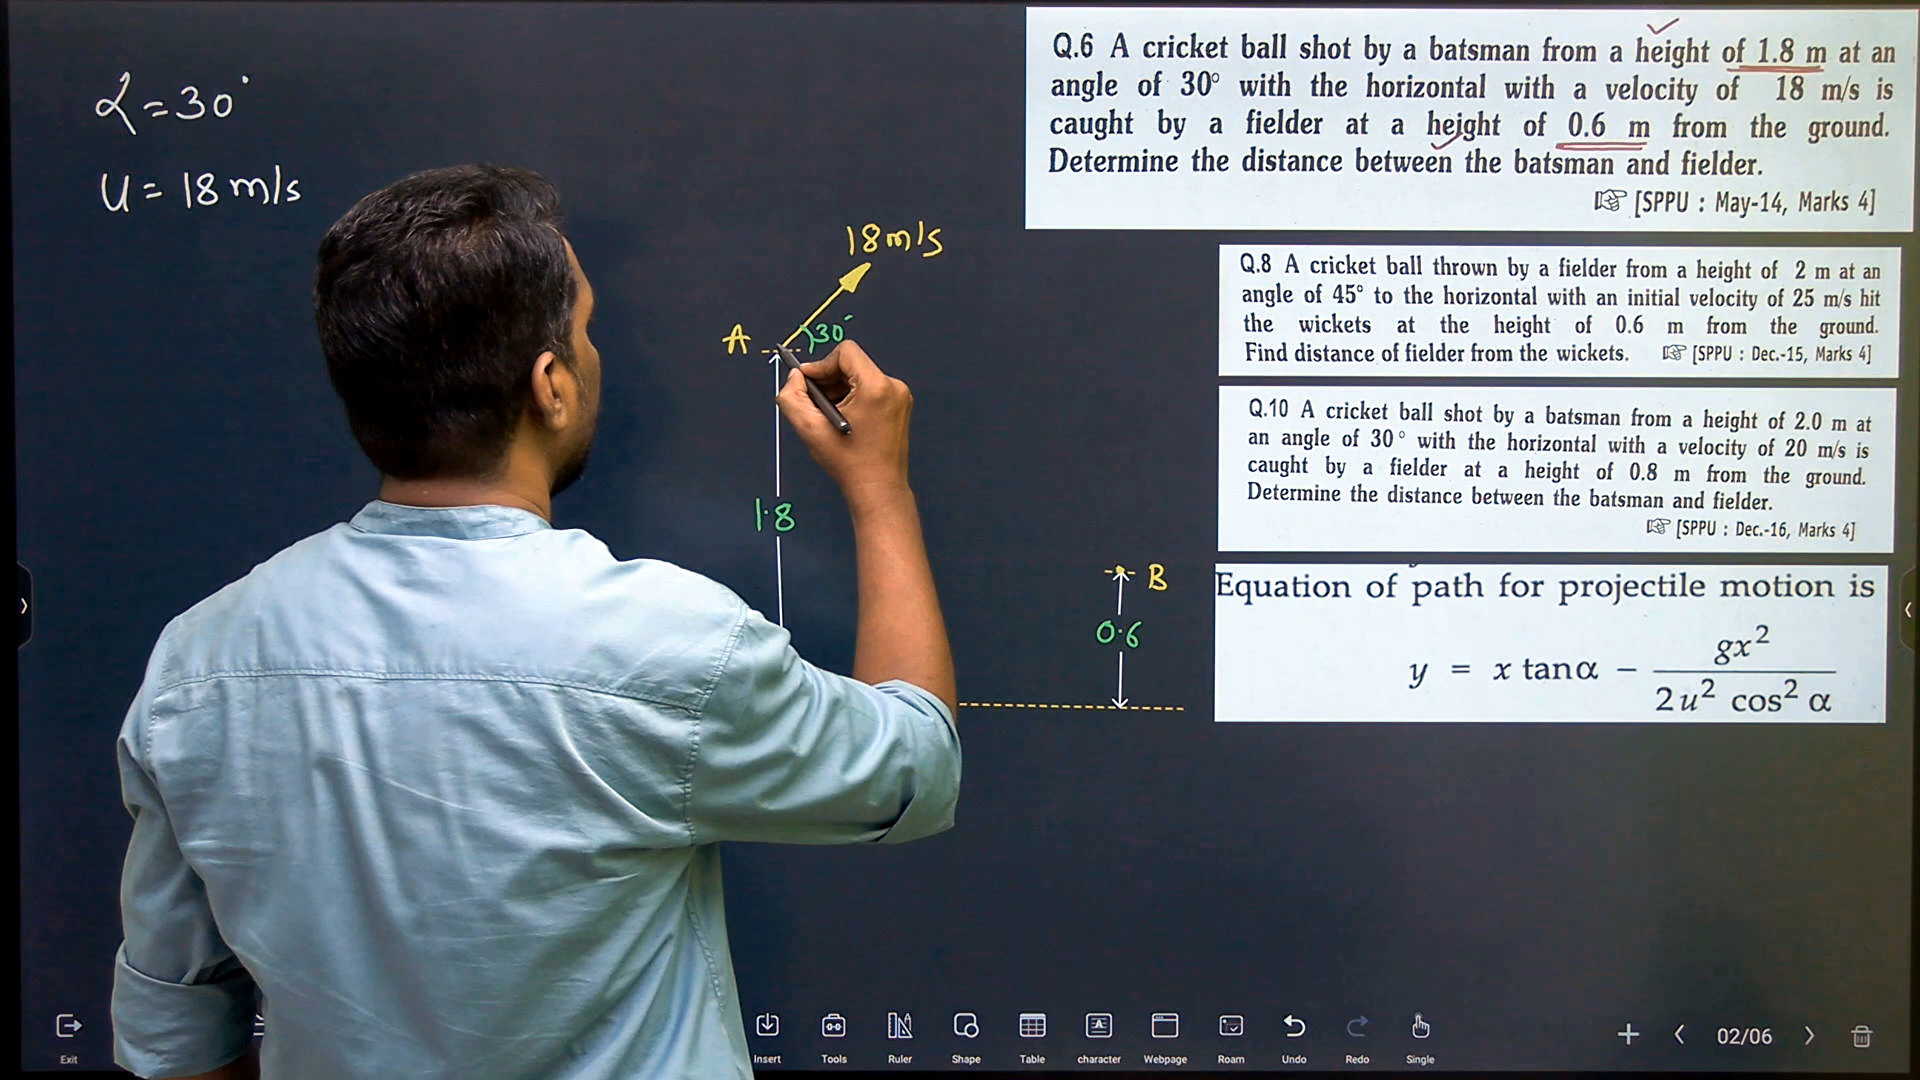 α = 30°
u = 18 m/s
18 m/s
A
30°
1.8
B
0.6
Q.6 A cricket ball shot by a batsman from a height of 1.8 m at an
angle of 30° with the horizontal with a velocity of 18 m/s is
caught by a fielder at a height of 0.6 m from the ground.
Determine the distance between the batsman and fielder.
[SPPU : May-14, Marks 4]
Q.8 A cricket ball thrown by a fielder from a height of 2 m at an
angle of 45° to the horizontal with an initial velocity of 25 m/s hit
the wickets at the height of 0.6 m from the ground.
Find distance of fielder from the wickets. [SPPU : Dec.-15, Marks 4]
Q.10 A cricket ball shot by a batsman from a height of 2.0 m at
an angle of 30° with the horizontal with a velocity of 20 m/s is
caught by a fielder at a height of 0.8 m from the ground.
Determine the distance between the batsman and fielder.
[SPPU : Dec.-16, Marks 4]
Equation of path for projectile motion is
y = x tanα − gx² / 2u² cos² α
Exit Insert Tools Ruler Shape Table character Webpage Roam Undo Redo Single 02/06